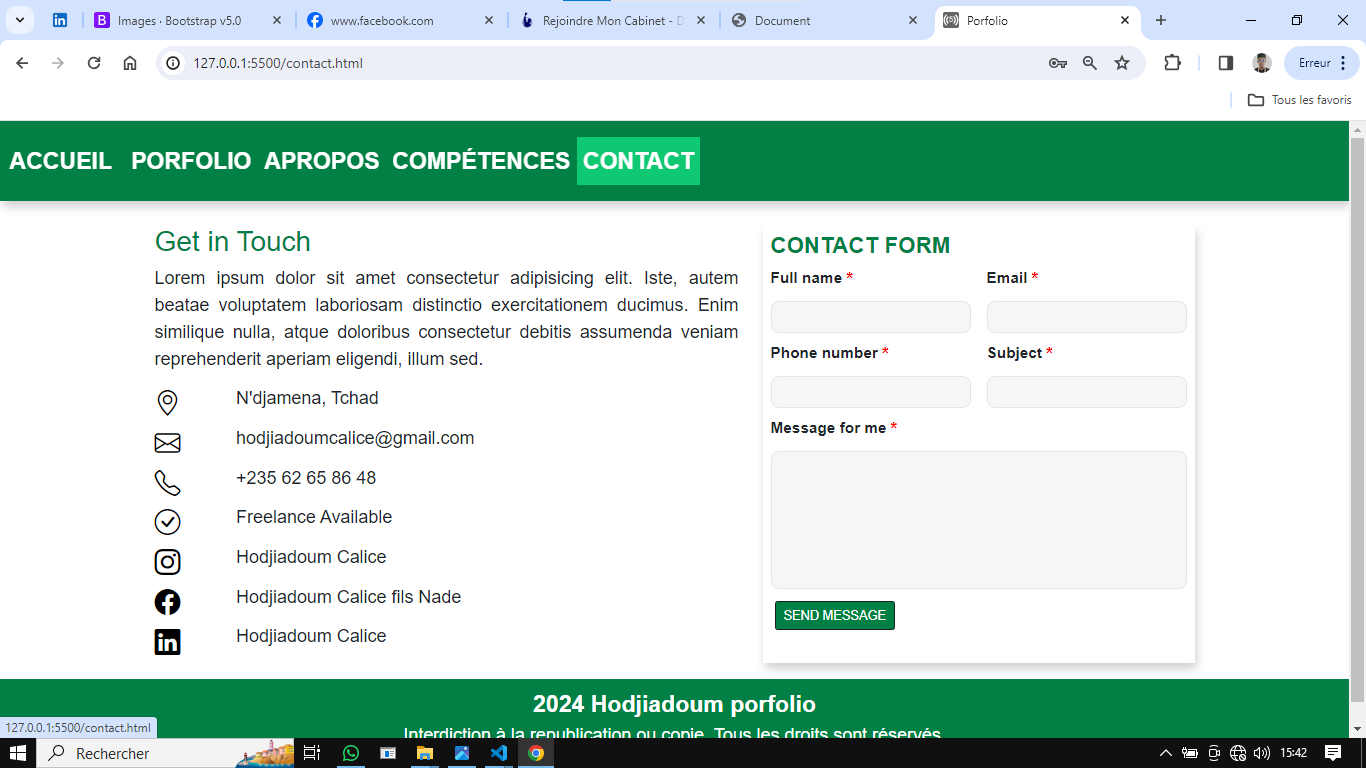 Images · Bootstrap v5.0
www.facebook.com
Rejoindre Mon Cabinet - D
Document
Porfolio
127.0.0.1:5500/contact.html
Erreur
Tous les favoris
ACCUEIL PORFOLIO APROPOS COMPÉTENCES CONTACT
Get in Touch
Lorem ipsum dolor sit amet consectetur adipisicing elit. Iste, autem
beatae voluptatem laboriosam distinctio exercitationem ducimus. Enim
similique nulla, atque doloribus consectetur debitis assumenda veniam
reprehenderit aperiam eligendi, illum sed.
N'djamena, Tchad
hodjiadoumcalice@gmail.com
+235 62 65 86 48
Freelance Available
Hodjiadoum Calice
Hodjiadoum Calice fils Nade
Hodjiadoum Calice
CONTACT FORM
Full name *
Email *
Phone number *
Subject *
Message for me *
SEND MESSAGE
2024 Hodjiadoum porfolio
Interdiction à la republication ou copie. Tous les droits sont réservés
127.0.0.1:5500/contact.html
Rechercher
15:42